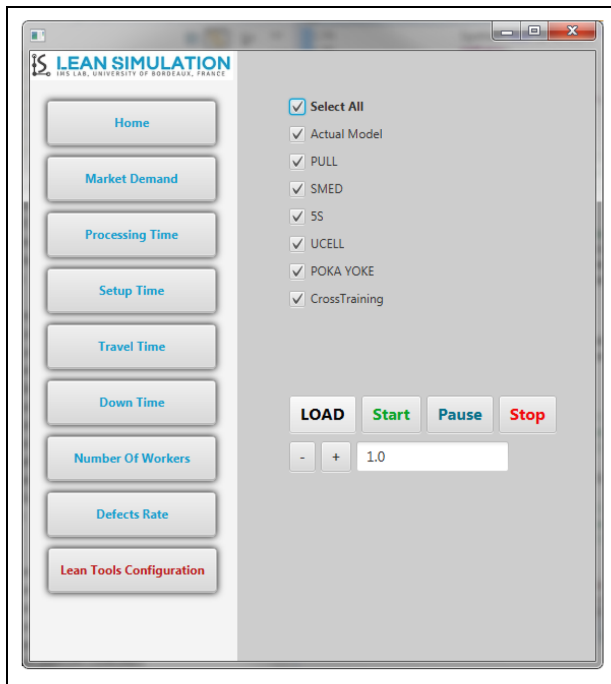 LEAN SIMULATION
IMS LAB, UNIVERSITY OF BORDEAUX, FRANCE
Home
Market Demand
Processing Time
Setup Time
Travel Time
Down Time
Number Of Workers
Defects Rate
Lean Tools Configuration
Select All
Actual Model
PULL
SMED
5S
UCELL
POKA YOKE
CrossTraining
LOAD Start Pause Stop
- + 1.0